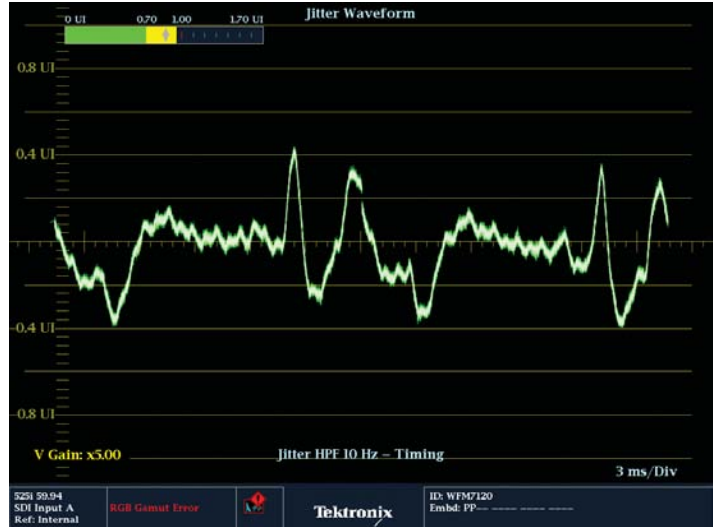 Jitter Waveform
0 UI 0.70 1.00 1.70 UI
0.8 UI
0.4 UI
-0.4 UI
-0.8 UI
V Gain: x5.00
Jitter HPF 10 Hz – Timing
3 ms/Div
525i 59.94
SDI Input A
Ref: Internal
RGB Gamut Error
Tektronix
ID: WFM7120
Embd: PP-- ---- ---- ---- ----